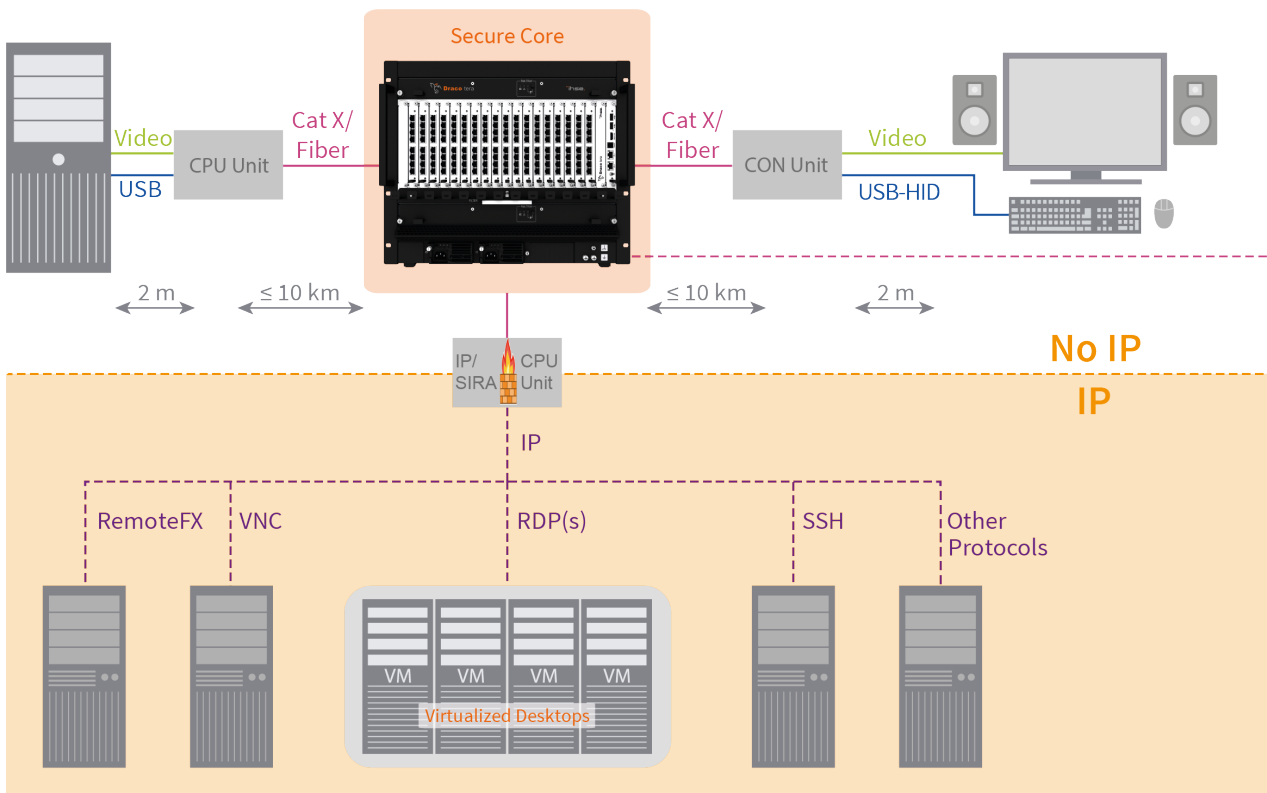 Secure Core
Draco tera
Video
USB
CPU Unit
Cat X/
Fiber
Cat X/
Fiber
CON Unit
Video
USB-HID
2 m
≤ 10 km
≤ 10 km
2 m
No IP
IP/
SIRA
CPU
Unit
IP
IP
RemoteFX
VNC
RDP(s)
SSH
Other
Protocols
VM
VM
VM
VM
Virtualized Desktops